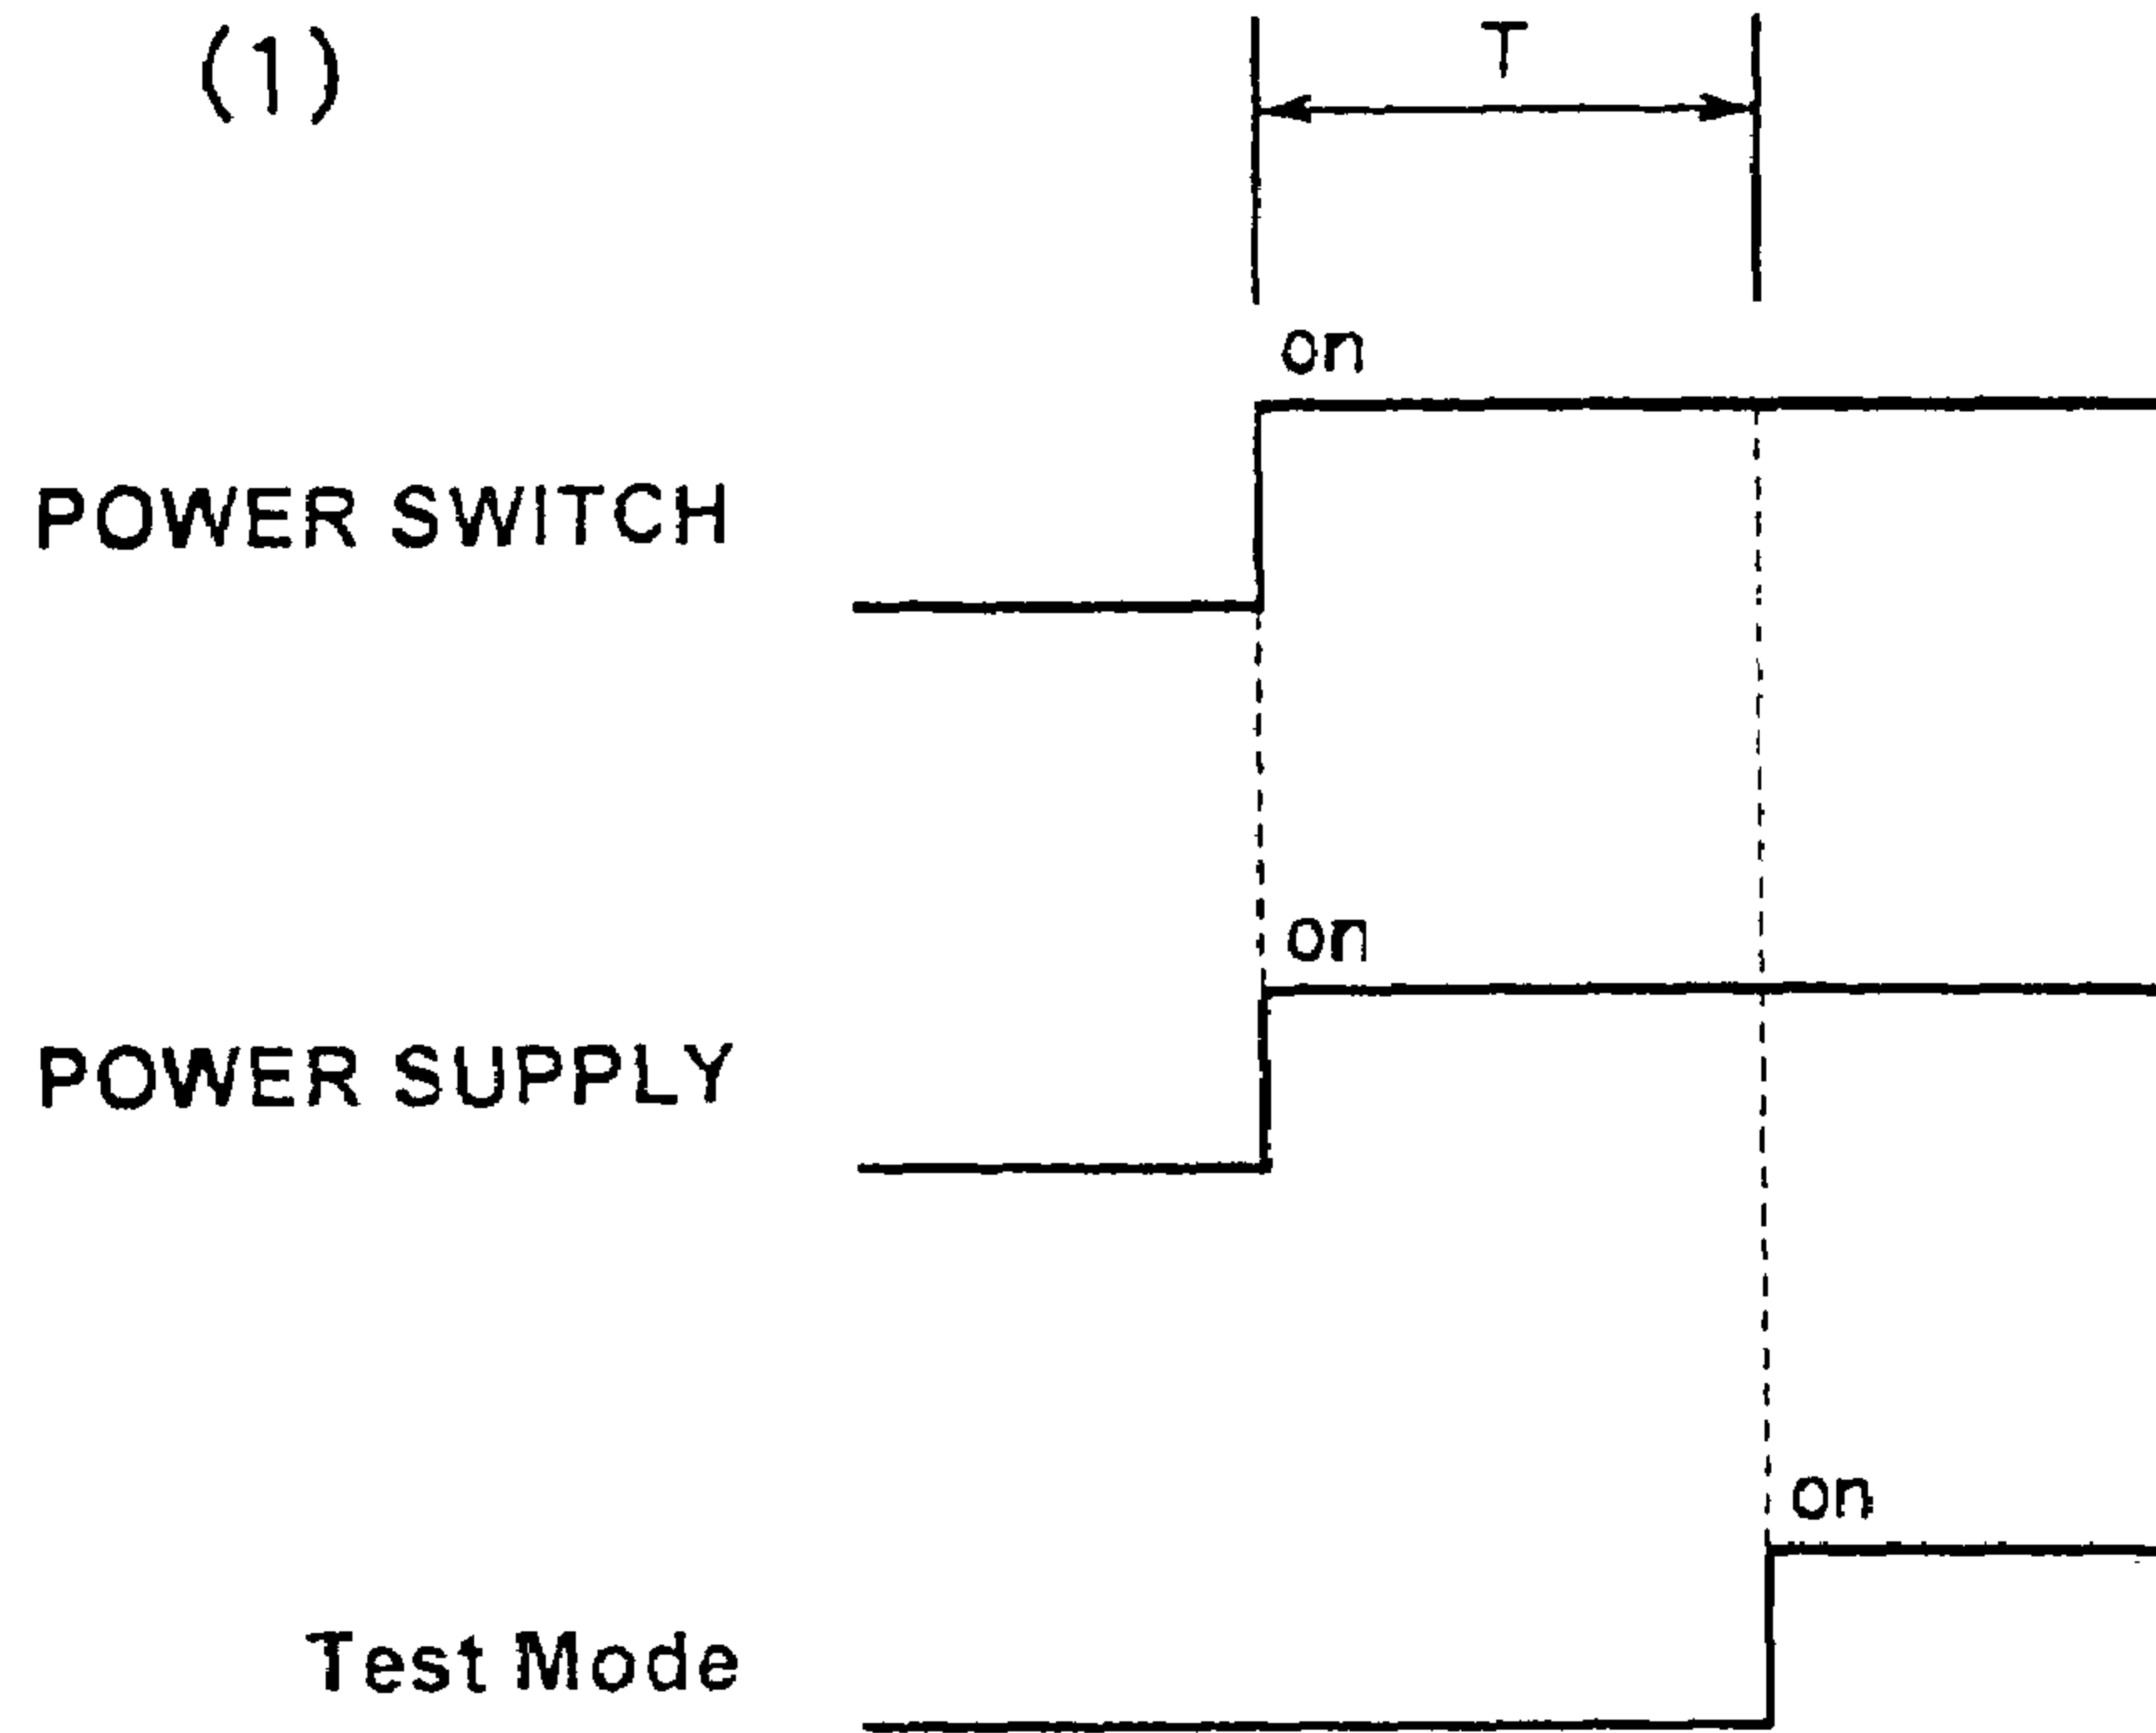 (1)
T
on
POWER SWITCH
on
POWER SUPPLY
on
Test Mode